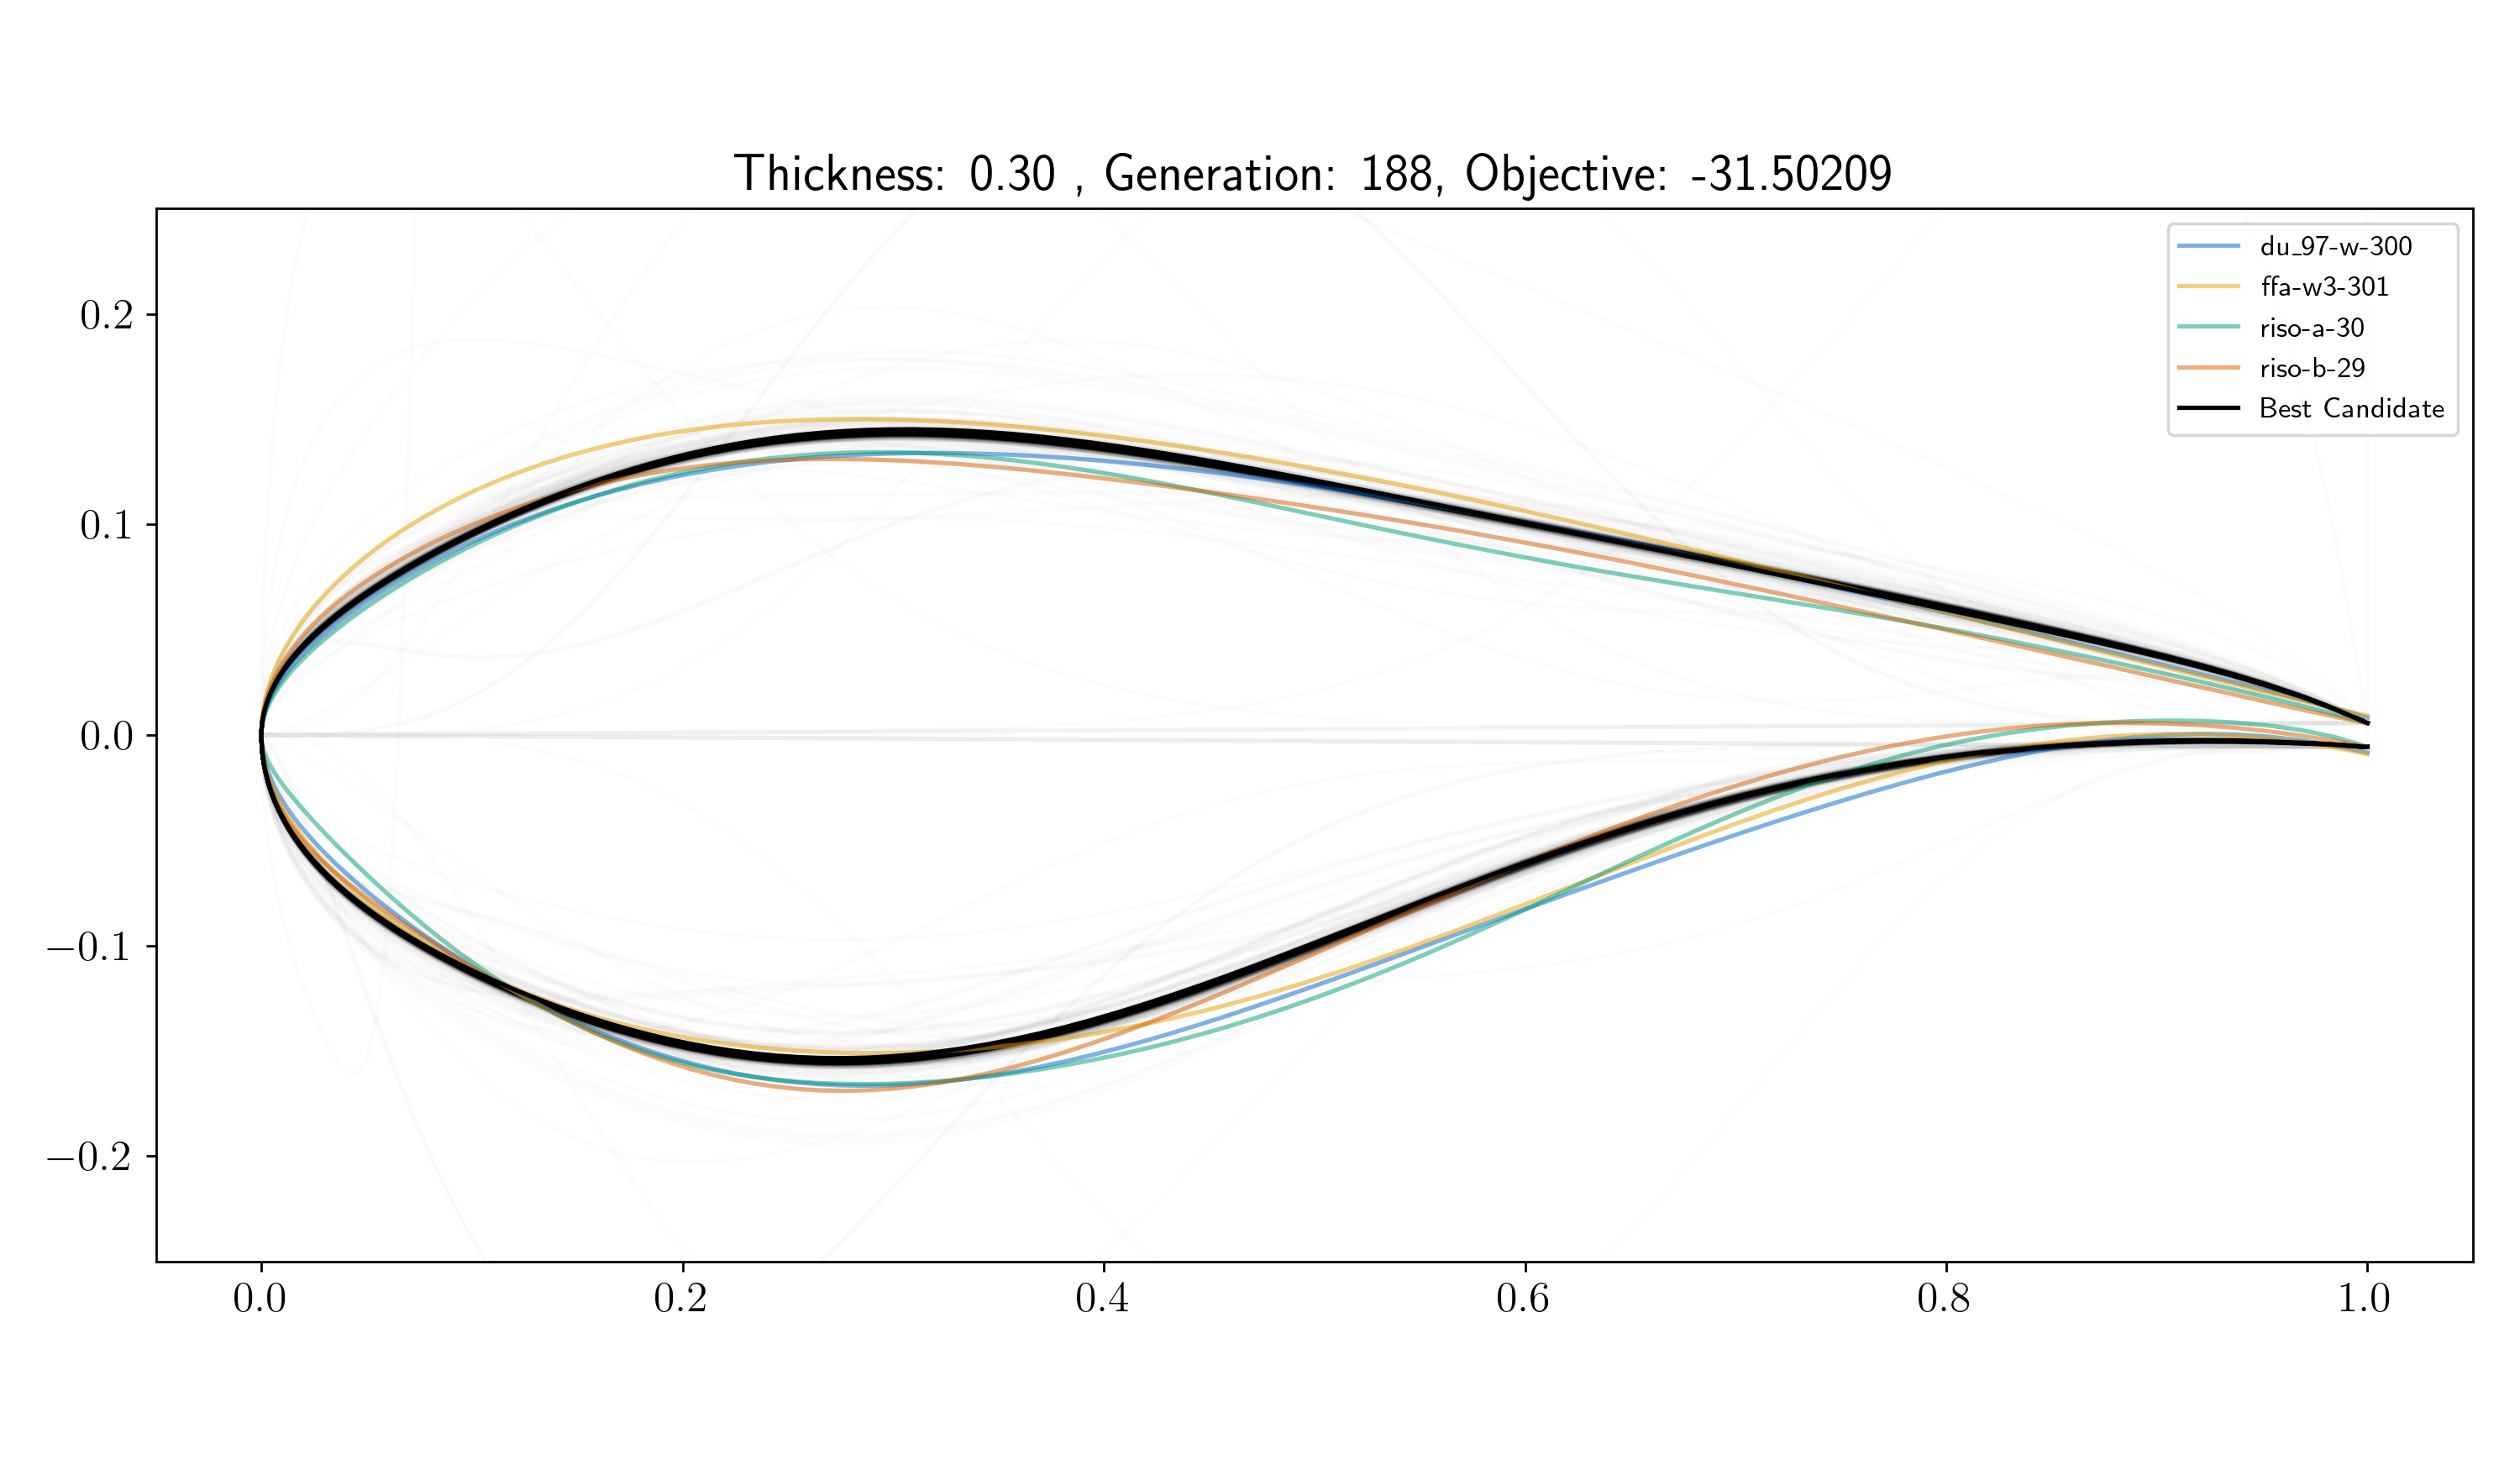 Thickness: 0.30 , Generation: 188, Objective: -31.50209
du_97-w-300
ffa-w3-301
riso-a-30
riso-b-29
Best Candidate
0.2
0.1
0.0
−0.1
−0.2
0.0 0.2 0.4 0.6 0.8 1.0